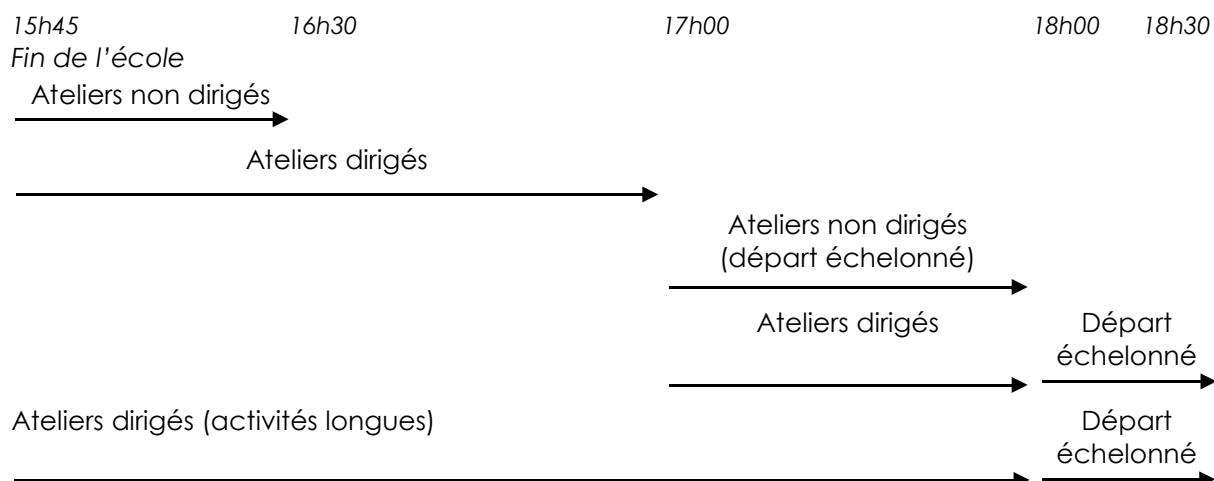 15h45 16h30 17h00 18h00 18h30
Fin de l’école
Ateliers non dirigés
Ateliers dirigés
Ateliers non dirigés
(départ échelonné)
Ateliers dirigés Départ
échelonné
Ateliers dirigés (activités longues) Départ
échelonné